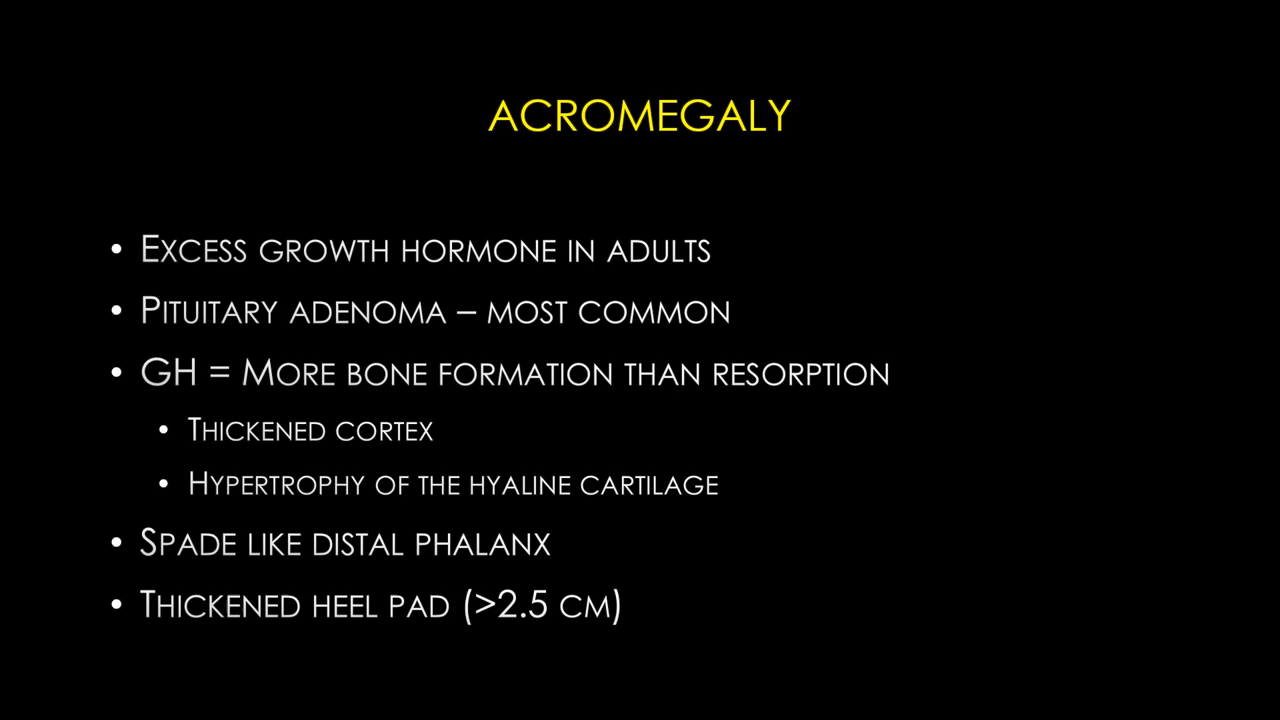 ACROMEGALY
• EXCESS GROWTH HORMONE IN ADULTS
• PITUITARY ADENOMA – MOST COMMON
• GH = MORE BONE FORMATION THAN RESORPTION
• THICKENED CORTEX
• HYPERTROPHY OF THE HYALINE CARTILAGE
• SPADE LIKE DISTAL PHALANX
• THICKENED HEEL PAD (>2.5 CM)